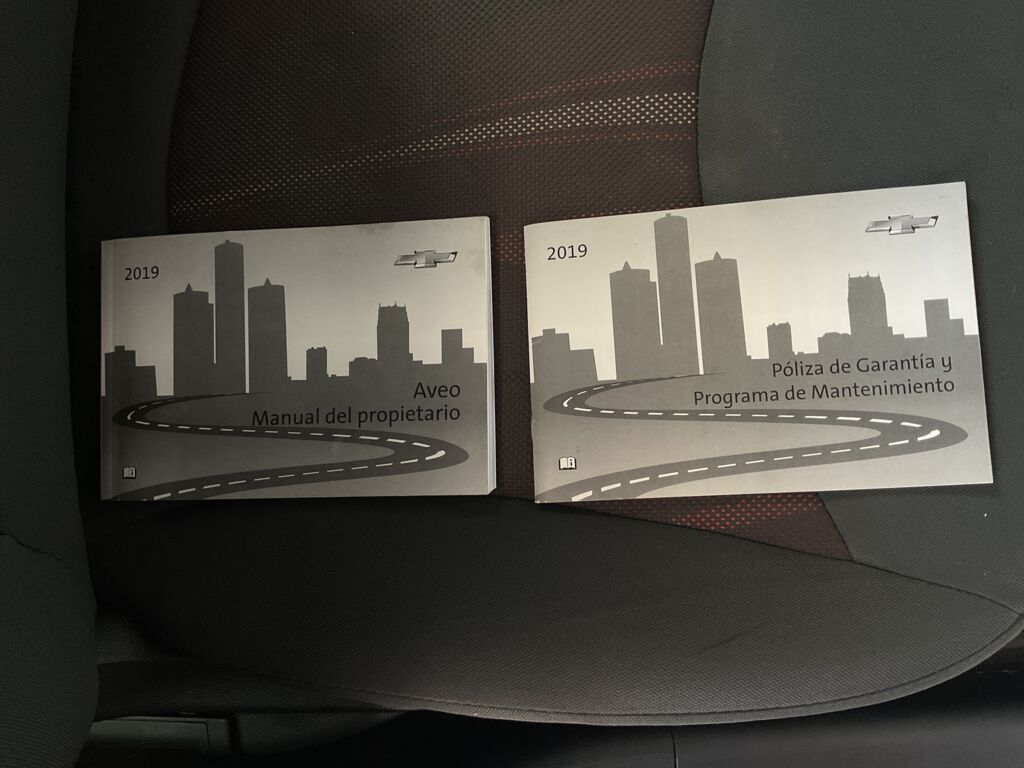 2019
Aveo
Manual del propietario
2019
Póliza de Garantía y
Programa de Mantenimiento